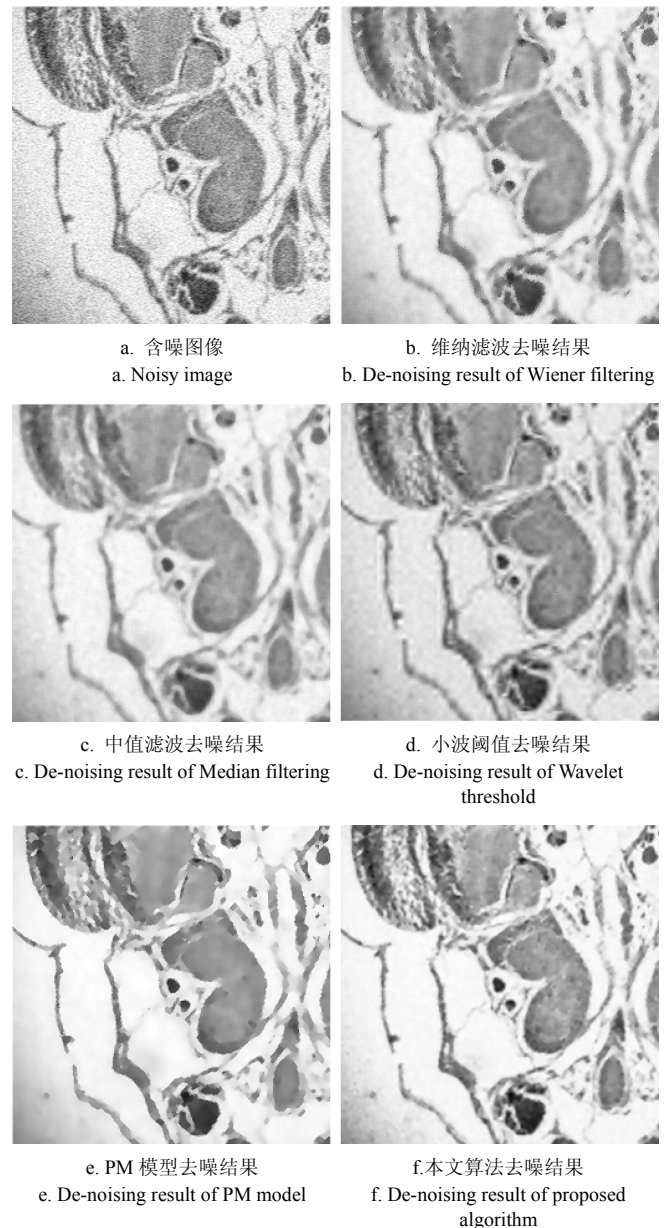 a. 含噪图像
a. Noisy image
b. 维纳滤波去噪结果
b. De-noising result of Wiener filtering
c. 中值滤波去噪结果
c. De-noising result of Median filtering
d. 小波阈值去噪结果
d. De-noising result of Wavelet
threshold
e. PM 模型去噪结果
e. De-noising result of PM model
f.本文算法去噪结果
f. De-noising result of proposed
algorithm